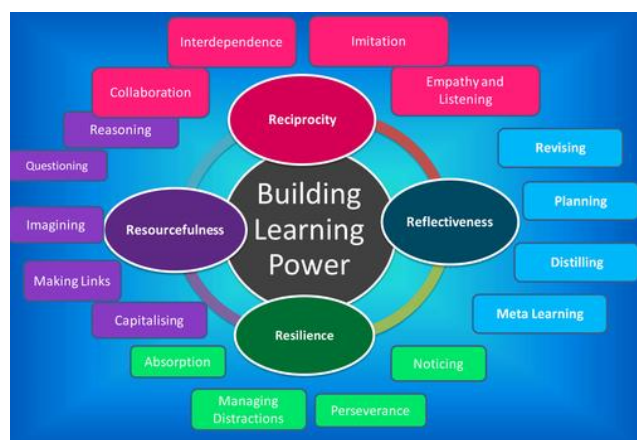 Interdependence
Imitation
Collaboration
Empathy and
Listening
Reasoning
Reciprocity
Questioning
Revising
Building
Learning
Power
Planning
Imagining
Resourcefulness
Reflectiveness
Distilling
Making Links
Meta Learning
Capitalising
Resilience
Absorption
Noticing
Managing
Distractions
Perseverance